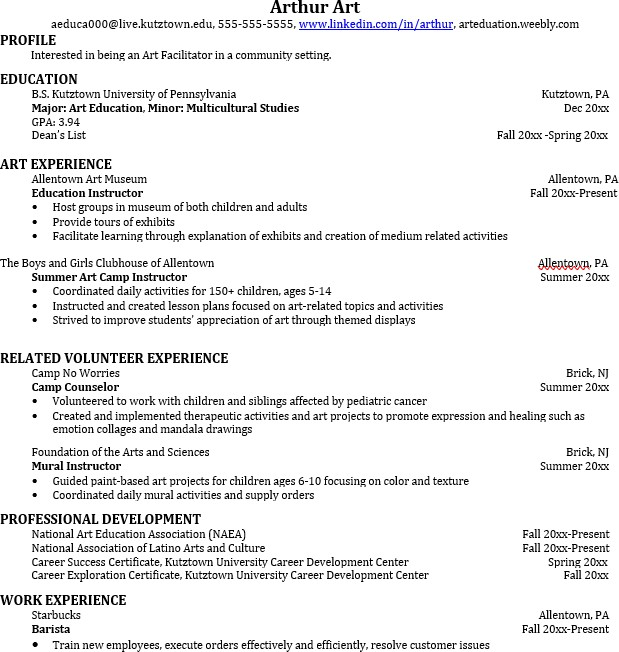 Arthur Art
aeduca000@live.kutztown.edu, 555-555-5555, www.linkedin.com/in/arthur, arteduation.weebly.com
PROFILE
Interested in being an Art Facilitator in a community setting.
EDUCATION
B.S. Kutztown University of Pennsylvania Kutztown, PA
Major: Art Education, Minor: Multicultural Studies Dec 20xx
GPA: 3.94
Dean's List Fall 20xx -Spring 20xx
ART EXPERIENCE
Allentown Art Museum Allentown, PA
Education Instructor Fall 20xx-Present
• Host groups in museum of both children and adults
• Provide tours of exhibits
• Facilitate learning through explanation of exhibits and creation of medium related activities
The Boys and Girls Clubhouse of Allentown Allentown, PA
Summer Art Camp Instructor Summer 20xx
• Coordinated daily activities for 150+ children, ages 5-14
• Instructed and created lesson plans focused on art-related topics and activities
• Strived to improve students' appreciation of art through themed displays
RELATED VOLUNTEER EXPERIENCE
Camp No Worries Brick, NJ
Camp Counselor Summer 20xx
• Volunteered to work with children and siblings affected by pediatric cancer
• Created and implemented therapeutic activities and art projects to promote expression and healing such as
emotion collages and mandala drawings
Foundation of the Arts and Sciences Brick, NJ
Mural Instructor Summer 20xx
• Guided paint-based art projects for children ages 6-10 focusing on color and texture
• Coordinated daily mural activities and supply orders
PROFESSIONAL DEVELOPMENT
National Art Education Association (NAEA) Fall 20xx-Present
National Association of Latino Arts and Culture Fall 20xx-Present
Career Success Certificate, Kutztown University Career Development Center Spring 20xx
Career Exploration Certificate, Kutztown University Career Development Center Fall 20xx
WORK EXPERIENCE
Starbucks Allentown, PA
Barista Fall 20xx-Present
• Train new employees, execute orders effectively and efficiently, resolve customer issues